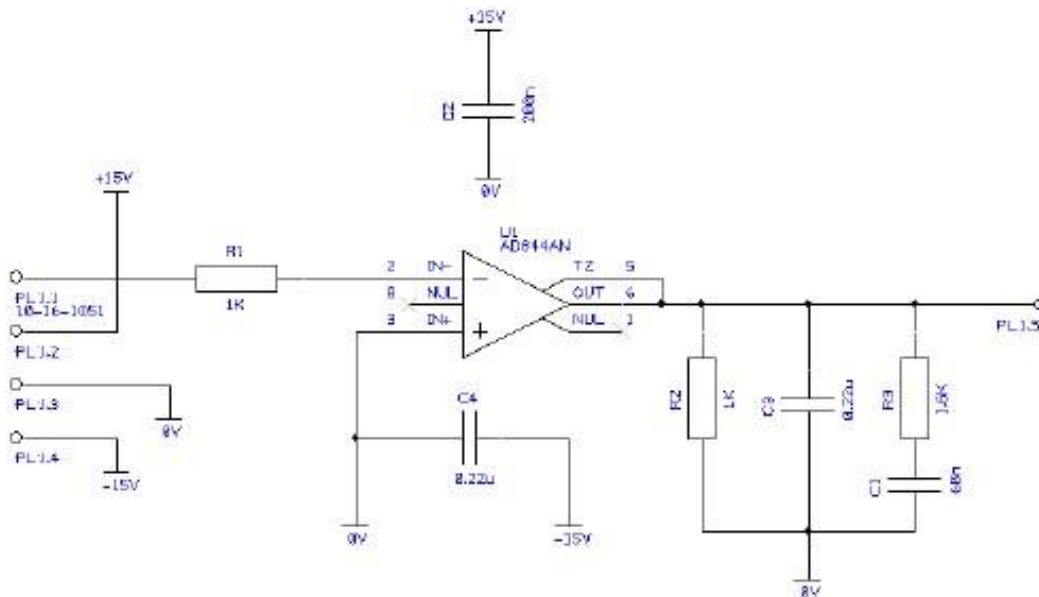 +15V
C2
200n
0V
+15V
R1
1K
U1
AD844AN
2 IN-
8 NUL
3 IN+
TZ 5
OUT 6
NUL 1
PL1.1
PL1.2
PL1.3
0V
PL1.4
-15V
PL1.5
C4
0.22u
0V
-15V
R2
1K
C3
0.22u
R3
C1
68n
0V